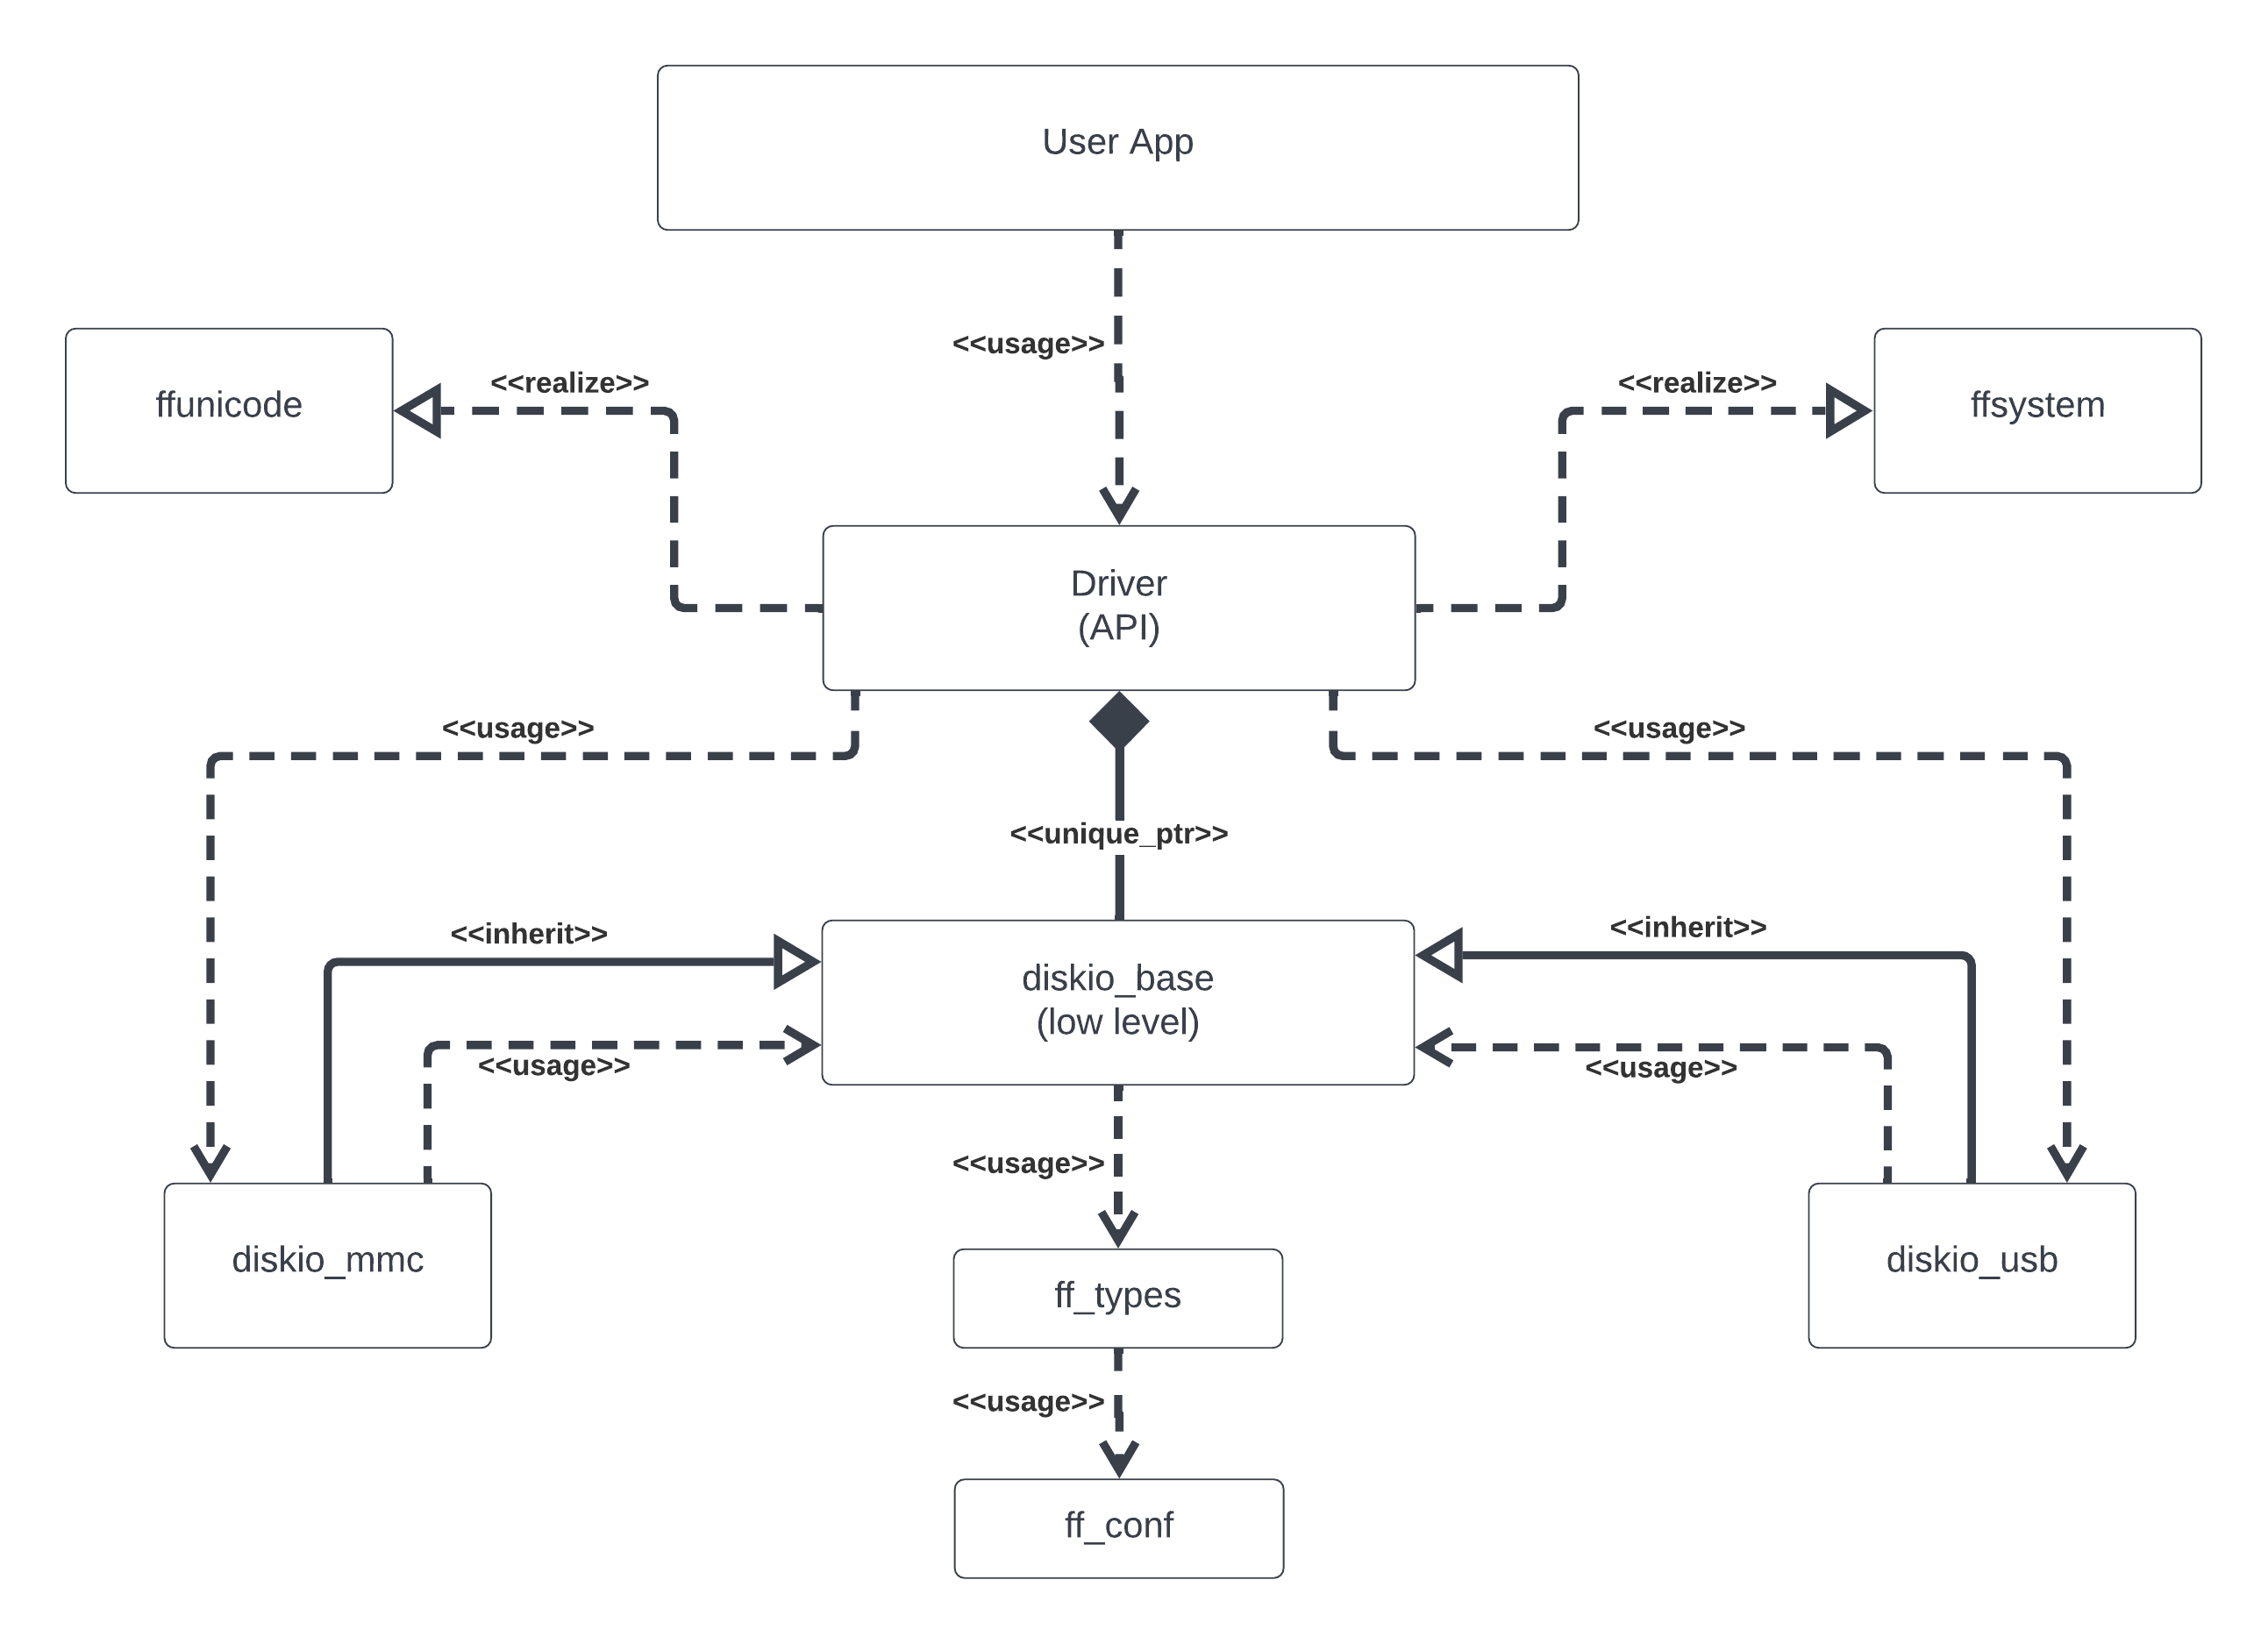 User App
<<usage>>
ffunicode
<<realize>>
<<realize>>
ffsystem
Driver
(API)
<<usage>>
<<usage>>
<<unique_ptr>>
<<inherit>>
<<inherit>>
diskio_base
(low level)
<<usage>>
<<usage>>
<<usage>>
diskio_mmc
diskio_usb
ff_types
<<usage>>
ff_conf